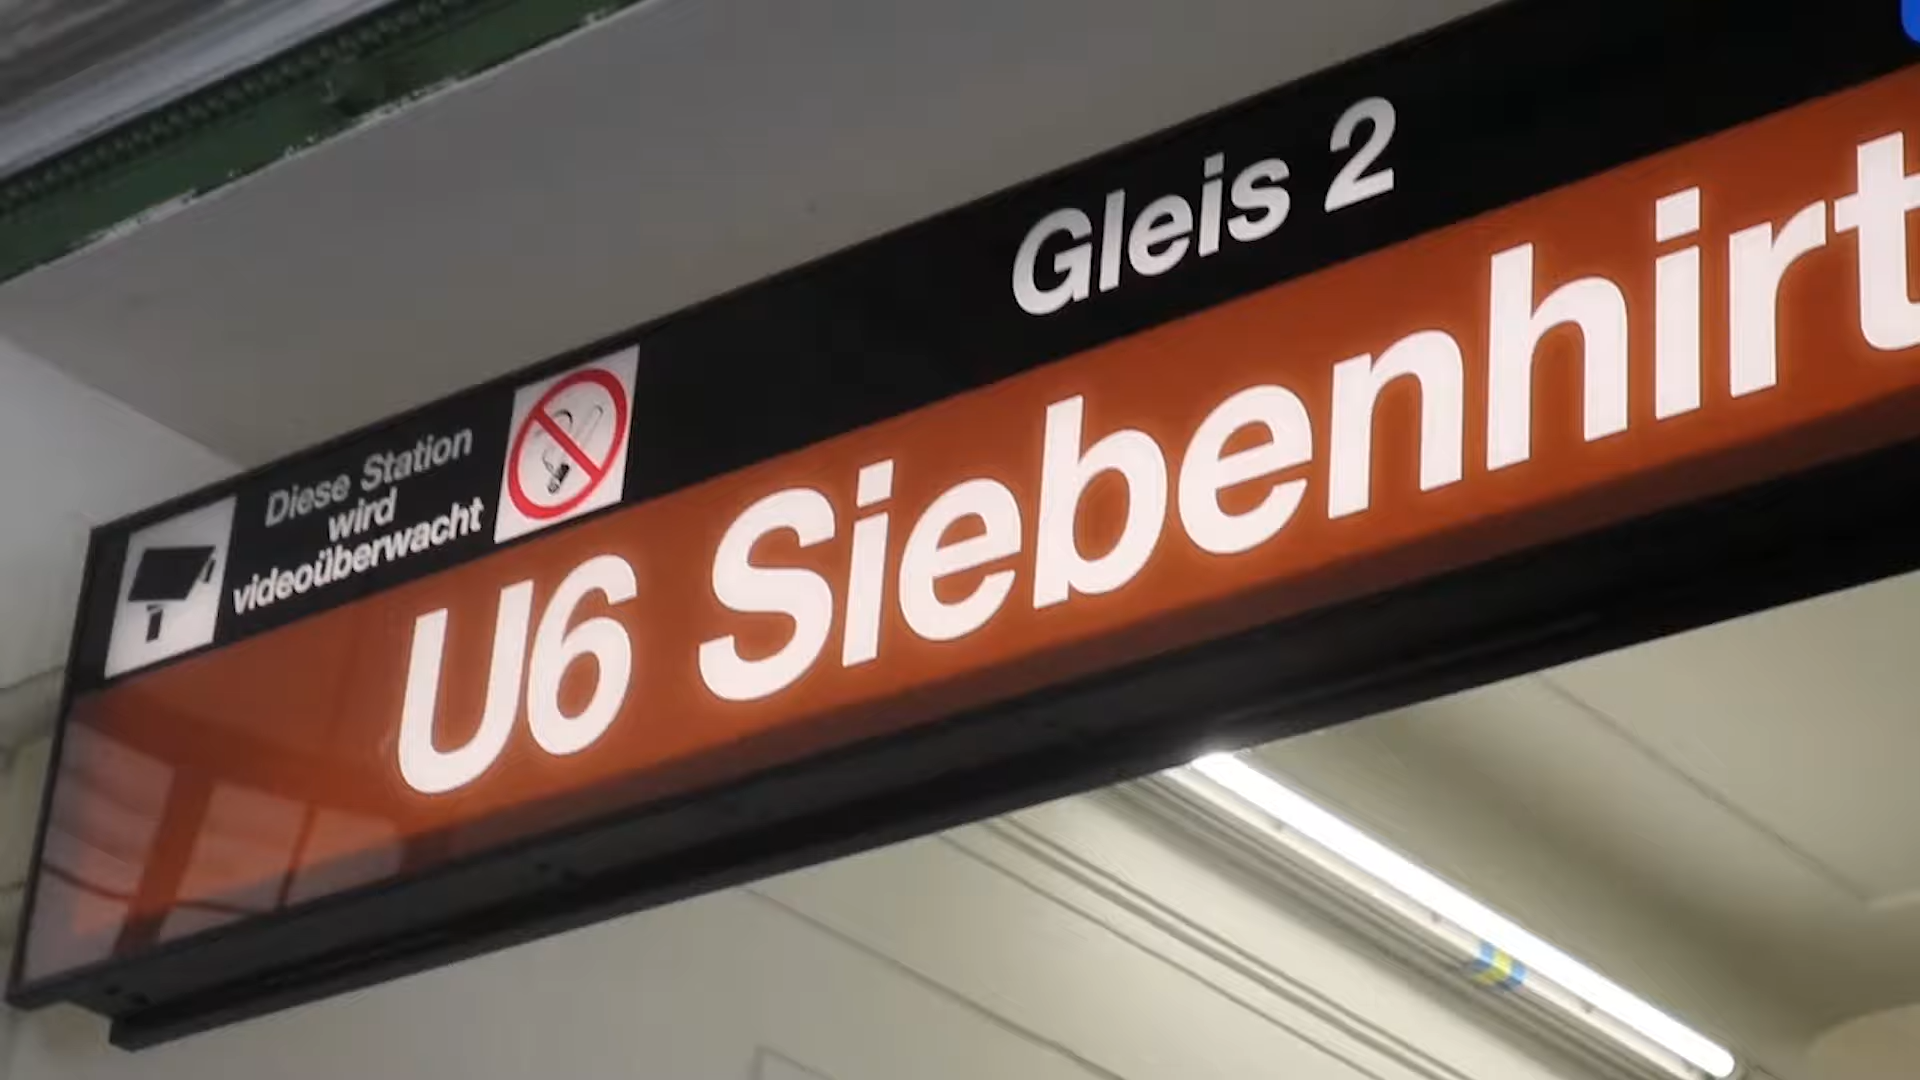 Gleis 2
Diese Station
wird
videoüberwacht
U6 Siebenhirt